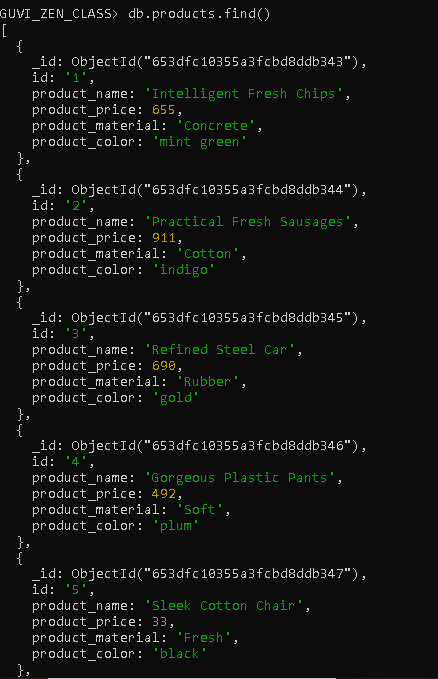 GUVI_ZEN_CLASS> db.products.find()
[
  {
    _id: ObjectId("653dfc10355a3fcbd8ddb343"),
    id: '1',
    product_name: 'Intelligent Fresh Chips',
    product_price: 655,
    product_material: 'Concrete',
    product_color: 'mint green'
  },
  {
    _id: ObjectId("653dfc10355a3fcbd8ddb344"),
    id: '2',
    product_name: 'Practical Fresh Sausages',
    product_price: 911,
    product_material: 'Cotton',
    product_color: 'indigo'
  },
  {
    _id: ObjectId("653dfc10355a3fcbd8ddb345"),
    id: '3',
    product_name: 'Refined Steel Car',
    product_price: 690,
    product_material: 'Rubber',
    product_color: 'gold'
  },
  {
    _id: ObjectId("653dfc10355a3fcbd8ddb346"),
    id: '4',
    product_name: 'Gorgeous Plastic Pants',
    product_price: 492,
    product_material: 'Soft',
    product_color: 'plum'
  },
  {
    _id: ObjectId("653dfc10355a3fcbd8ddb347"),
    id: '5',
    product_name: 'Sleek Cotton Chair',
    product_price: 33,
    product_material: 'Fresh',
    product_color: 'black'
  },